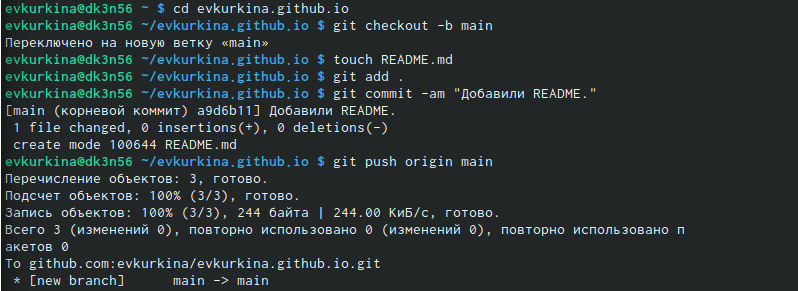 evkurkina@dk3n56 ~ $ cd evkurkina.github.io
evkurkina@dk3n56 ~/evkurkina.github.io $ git checkout -b main
Переключено на новую ветку «main»
evkurkina@dk3n56 ~/evkurkina.github.io $ touch README.md
evkurkina@dk3n56 ~/evkurkina.github.io $ git add .
evkurkina@dk3n56 ~/evkurkina.github.io $ git commit -am "Добавили README."
[main (корневой коммит) a9d6b11] Добавили README.
 1 file changed, 0 insertions(+), 0 deletions(-)
 create mode 100644 README.md
evkurkina@dk3n56 ~/evkurkina.github.io $ git push origin main
Перечисление объектов: 3, готово.
Подсчет объектов: 100% (3/3), готово.
Запись объектов: 100% (3/3), 244 байта | 244.00 КиБ/с, готово.
Всего 3 (изменений 0), повторно использовано 0 (изменений 0), повторно использовано п
акетов 0
To github.com:evkurkina/evkurkina.github.io.git
 * [new branch]      main -> main